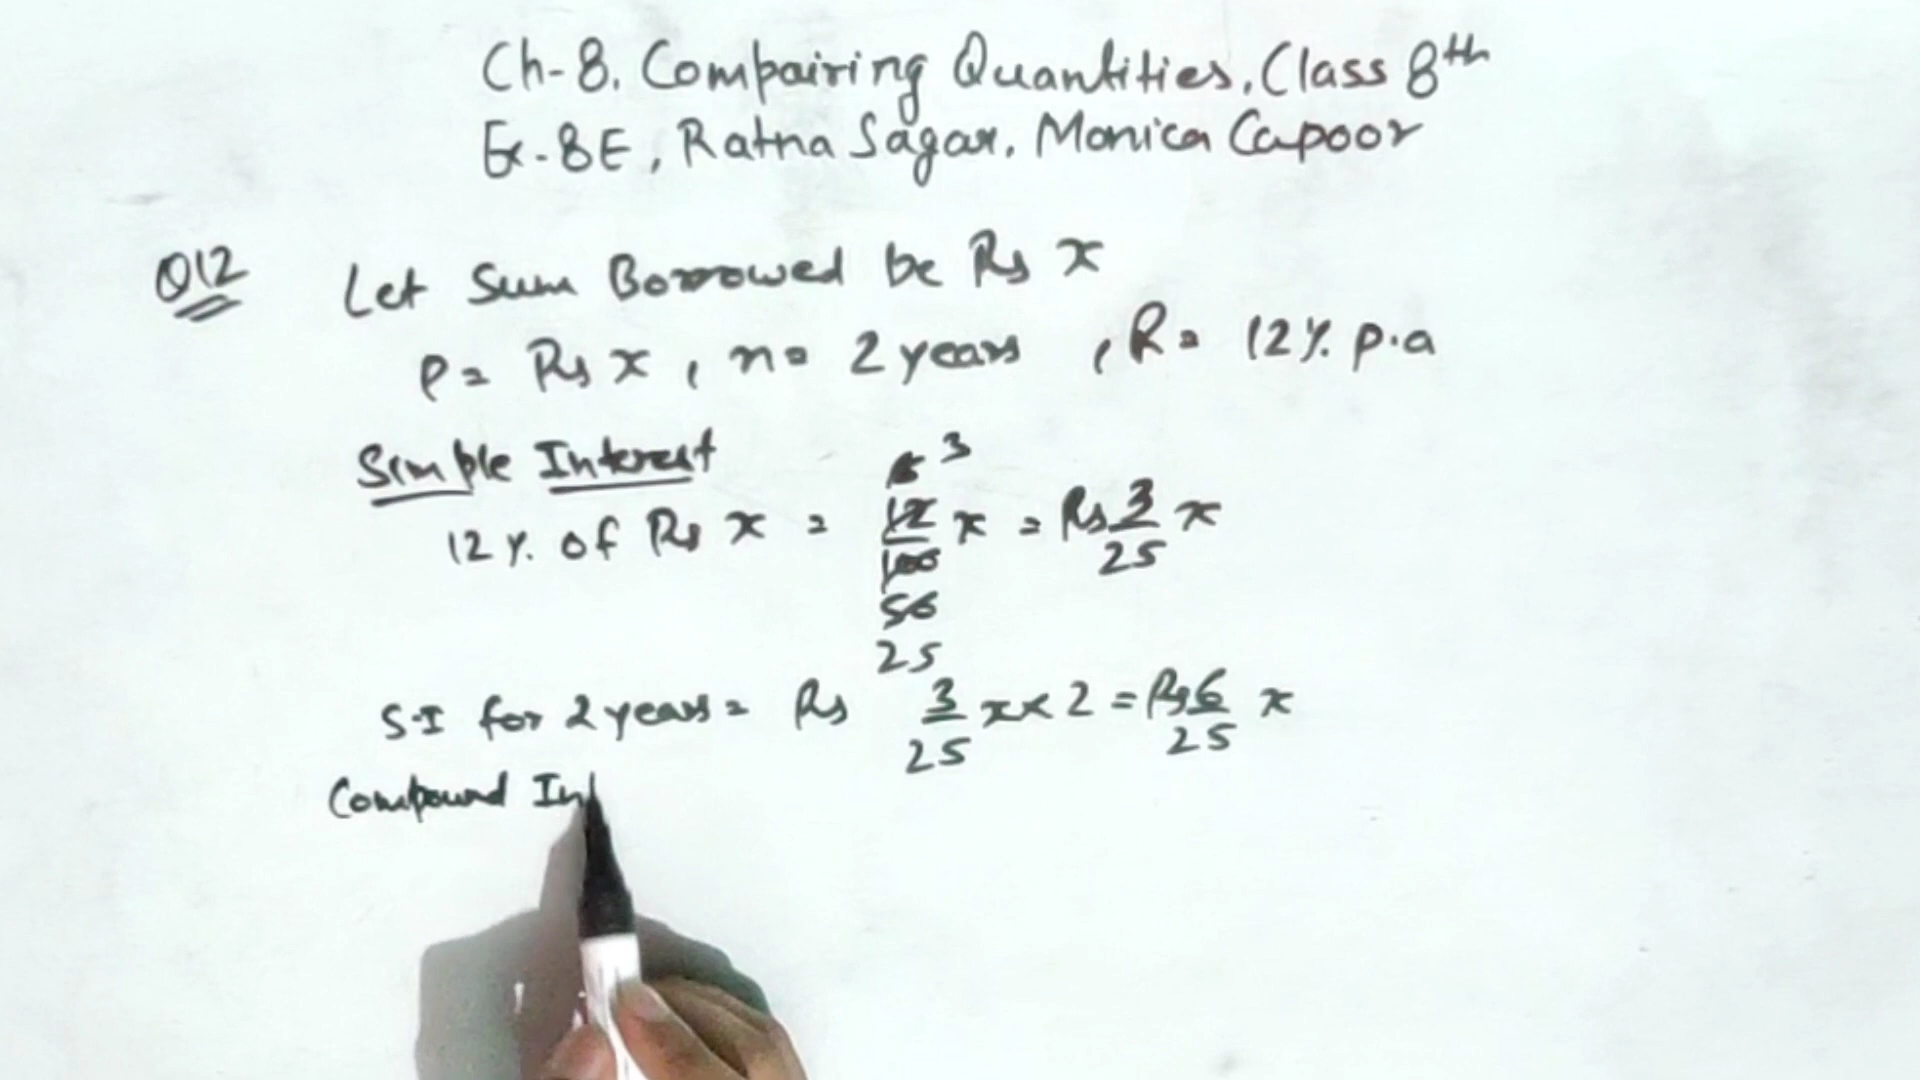 Ch-8. Compairing Quantities, Class 8th
Ex-8E, Ratna Sagar, Monica Capoor
Q12 Let Sum Borrowed be Rs x
P = Rs x, n = 2 years, R = 12% p.a
Simple Interest
6 3
12% of Rs x = 12/100 x = Rs 3/25 x
50
25
S.I for 2 years = Rs 3/25 x × 2 = Rs 6/25 x
Compound Int